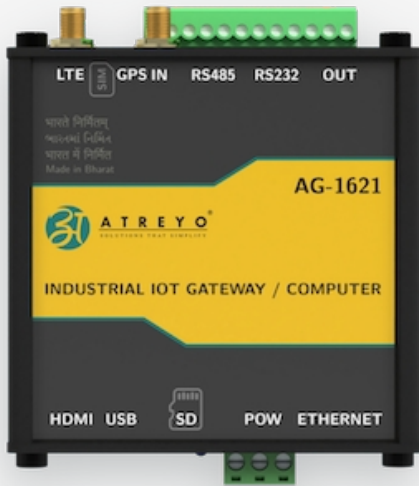 LTE SIM GPS IN RS485 RS232 OUT
भारते निर्मितम्
ભારતમાં નિર્મિત
भारत में निर्मित
Made in Bharat
AG-1621
अ ATREYO®
SOLUTIONS THAT SIMPLIFY
INDUSTRIAL IOT GATEWAY / COMPUTER
HDMI USB SD POW ETHERNET